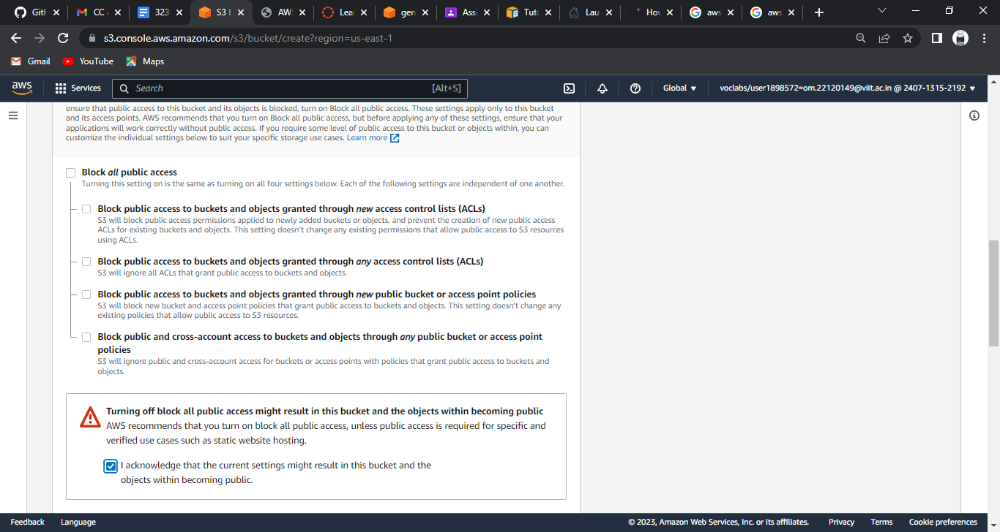 Gitl
CC
323
S3 b
AW
Lea
gen
Assi
Tut
Lau
Hov
aws
aws
s3.console.aws.amazon.com/s3/bucket/create?region=us-east-1
Gmail
YouTube
Maps
aws
Services
Search
[Alt+S]
Global
voclabs/user1898572=om.22120149@viit.ac.in @ 2407-1315-2192
ensure that public access to this bucket and its objects is blocked, turn on Block all public access. These settings apply only to this bucket
and its access points. AWS recommends that you turn on Block all public access, but before applying any of these settings, ensure that your
applications will work correctly without public access. If you require some level of public access to this bucket or objects within, you can
customize the individual settings below to suit your specific storage use cases. Learn more
Block all public access
Turning this setting on is the same as turning on all four settings below. Each of the following settings are independent of one another.
Block public access to buckets and objects granted through new access control lists (ACLs)
S3 will block public access permissions applied to newly added buckets or objects, and prevent the creation of new public access
ACLs for existing buckets and objects. This setting doesn't change any existing permissions that allow public access to S3 resources
using ACLs.
Block public access to buckets and objects granted through any access control lists (ACLs)
S3 will ignore all ACLs that grant public access to buckets and objects.
Block public access to buckets and objects granted through new public bucket or access point policies
S3 will block new bucket and access point policies that grant public access to buckets and objects. This setting doesn't change any
existing policies that allow public access to S3 resources.
Block public and cross-account access to buckets and objects through any public bucket or access point
policies
S3 will ignore public and cross-account access for buckets or access points with policies that grant public access to buckets and
objects.
Turning off block all public access might result in this bucket and the objects within becoming public
AWS recommends that you turn on block all public access, unless public access is required for specific and
verified use cases such as static website hosting.
I acknowledge that the current settings might result in this bucket and the
objects within becoming public.
Feedback
Language
© 2023, Amazon Web Services, Inc. or its affiliates.
Privacy
Terms
Cookie preferences